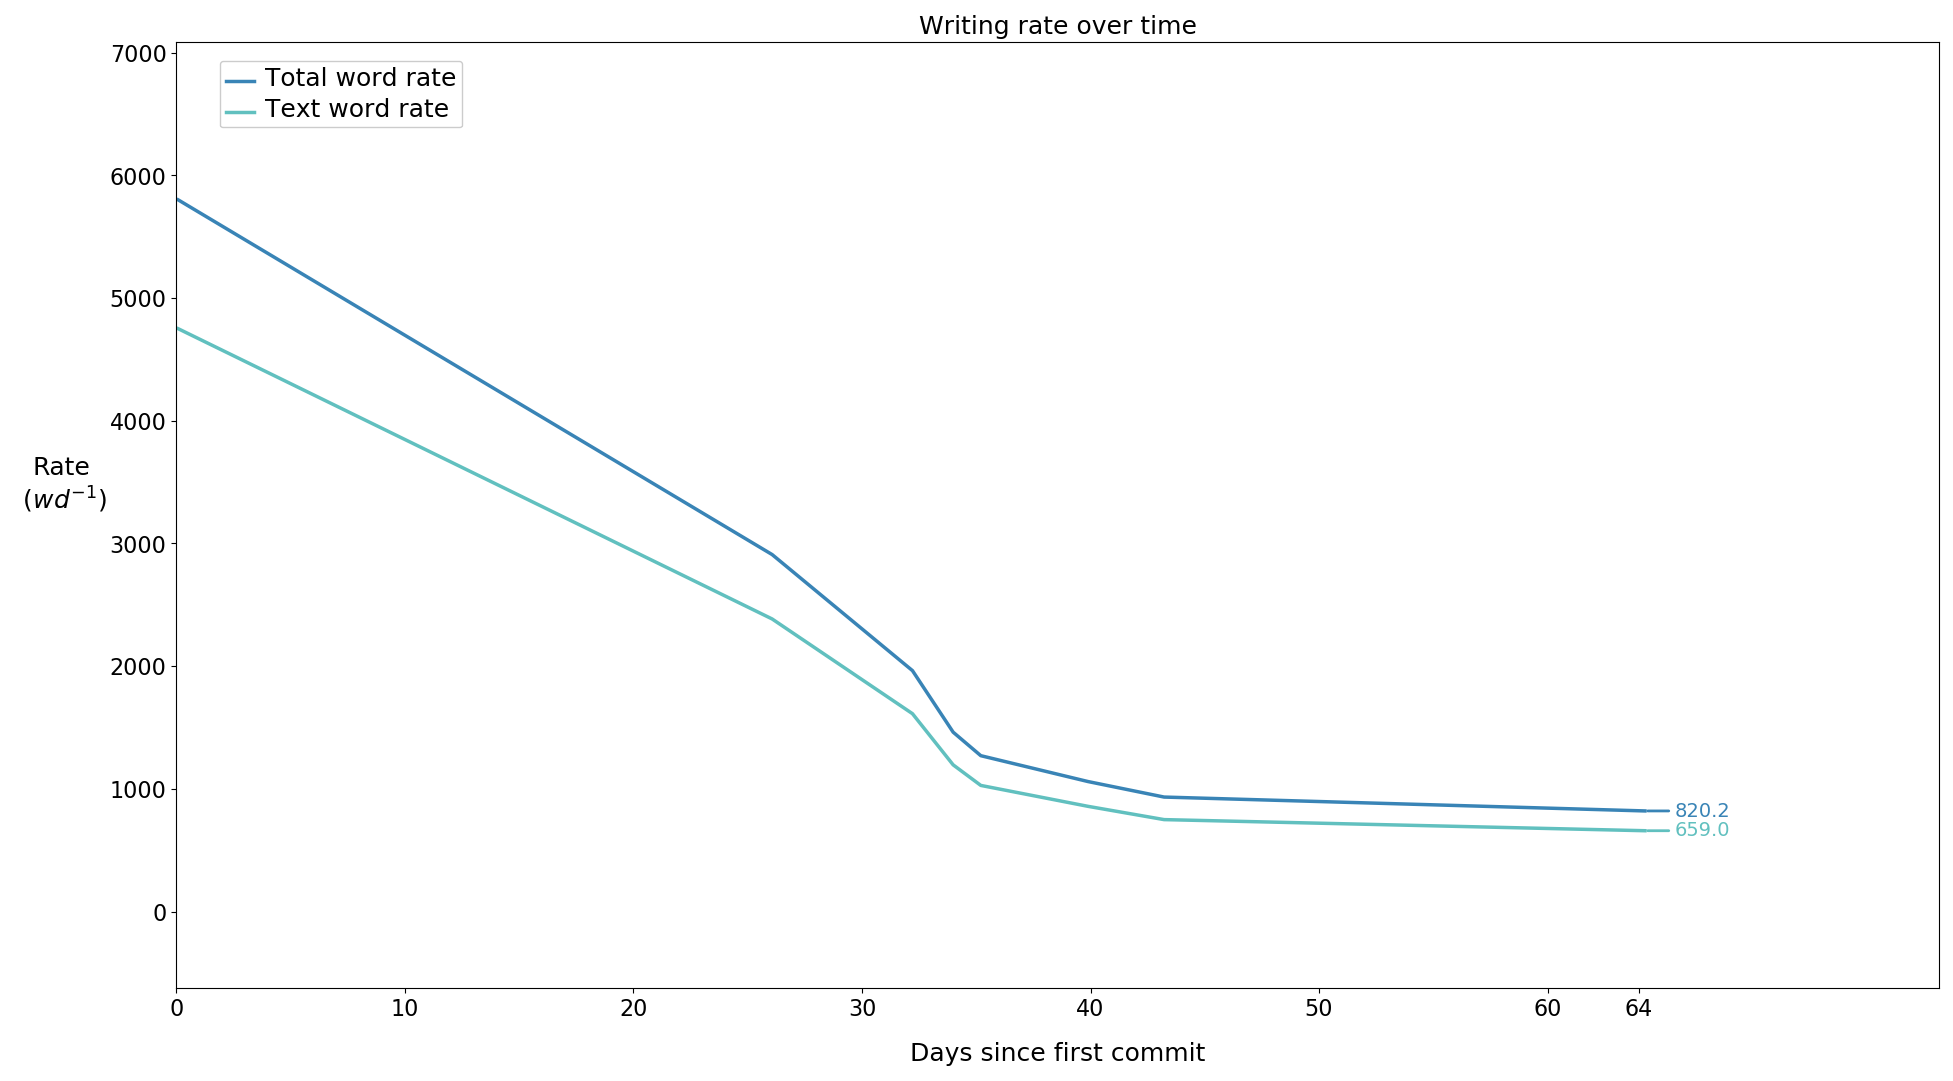 Writing rate over time
7000
6000
5000
4000
3000
2000
1000
0
Total word rate
Text word rate
Rate
(wd⁻¹)
820.2
659.0
0 10 20 30 40 50 60 64
Days since first commit